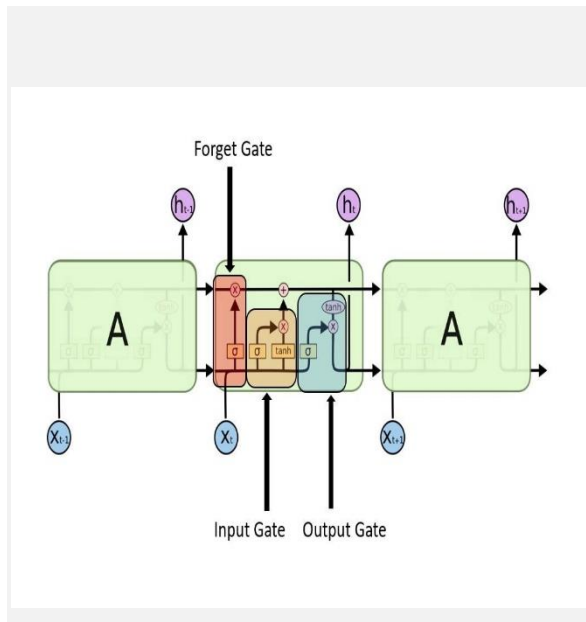 Forget Gate
hₜ₋₁
hₜ
hₜ₊₁
A
x
+
tanh
x
x
σ
σ
tanh
σ
A
Xₜ₋₁
Xₜ
Xₜ₊₁
Input Gate
Output Gate